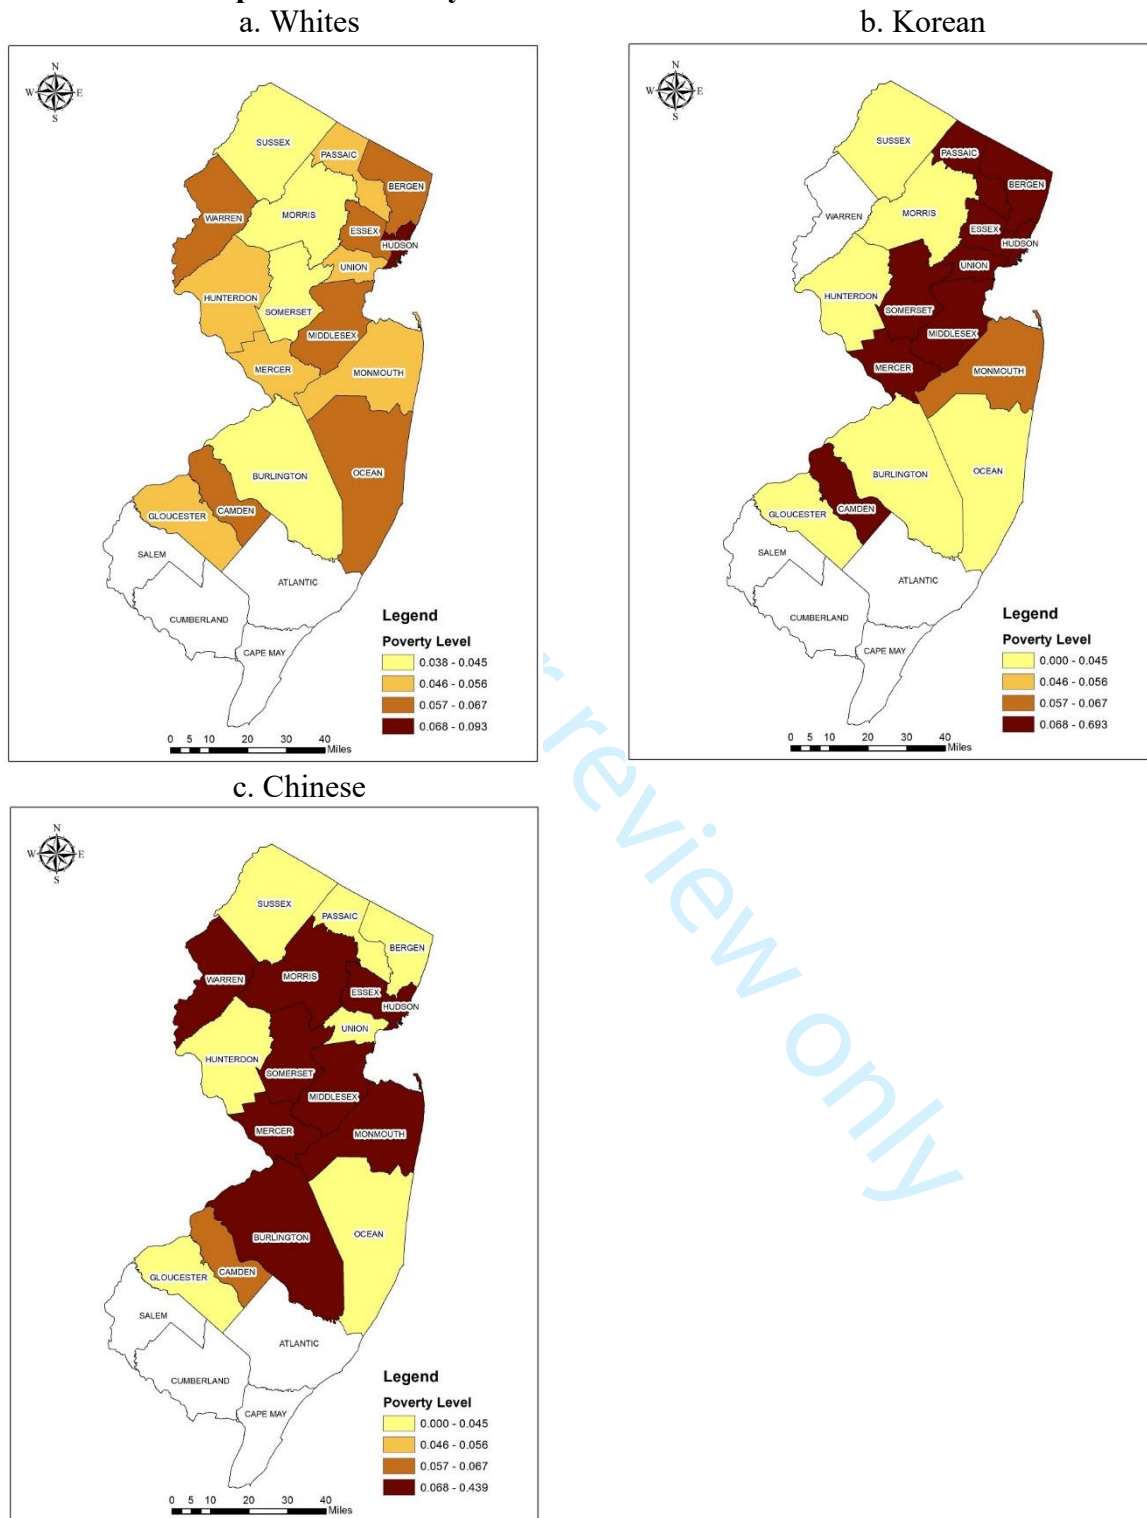 a. Whites
b. Korean
N
W E
S
SUSSEX
PASSAIC
BERGEN
WARREN
MORRIS
ESSEX
HUDSON
UNION
HUNTERDON
SOMERSET
MIDDLESEX
MERCER
MONMOUTH
BURLINGTON
OCEAN
CAMDEN
GLOUCESTER
SALEM
ATLANTIC
CUMBERLAND
CAPE MAY
Legend
Poverty Level
0.038 - 0.045
0.046 - 0.056
0.057 - 0.067
0.068 - 0.093
0 5 10 20 30 40
Miles
N
W E
S
SUSSEX
PASSAIC
BERGEN
WARREN
MORRIS
ESSEX
HUDSON
UNION
HUNTERDON
SOMERSET
MIDDLESEX
MERCER
MONMOUTH
BURLINGTON
OCEAN
CAMDEN
GLOUCESTER
SALEM
ATLANTIC
CUMBERLAND
CAPE MAY
Legend
Poverty Level
0.000 - 0.045
0.046 - 0.056
0.057 - 0.067
0.068 - 0.693
0 5 10 20 30 40
Miles
c. Chinese
N
W E
S
SUSSEX
PASSAIC
BERGEN
WARREN
MORRIS
ESSEX
HUDSON
UNION
HUNTERDON
SOMERSET
MIDDLESEX
MERCER
MONMOUTH
BURLINGTON
OCEAN
CAMDEN
GLOUCESTER
SALEM
ATLANTIC
CUMBERLAND
CAPE MAY
Legend
Poverty Level
0.000 - 0.045
0.046 - 0.056
0.057 - 0.067
0.068 - 0.439
0 5 10 20 30 40
Miles
review only